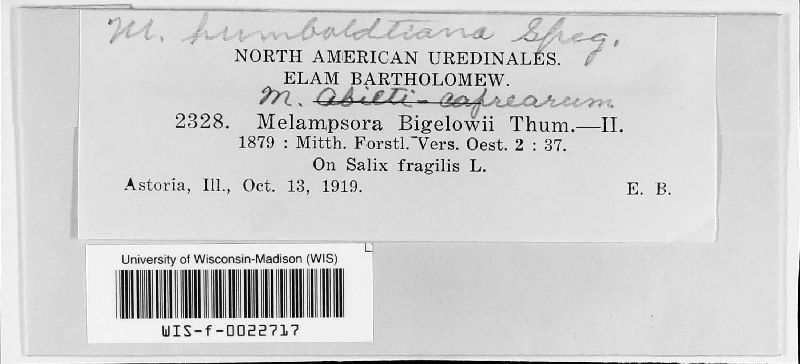 M. humboldtiana Speg.
NORTH AMERICAN UREDINALES.
ELAM BARTHOLOMEW.
M. Abieti-caprearum
2328. Melampsora Bigelowii Thum.—II.
1879 : Mitth. Forstl. Vers. Oest. 2 : 37.
On Salix fragilis L.
Astoria, Ill., Oct. 13, 1919. E. B.
University of Wisconsin-Madison (WIS)
WIS-f-0022717